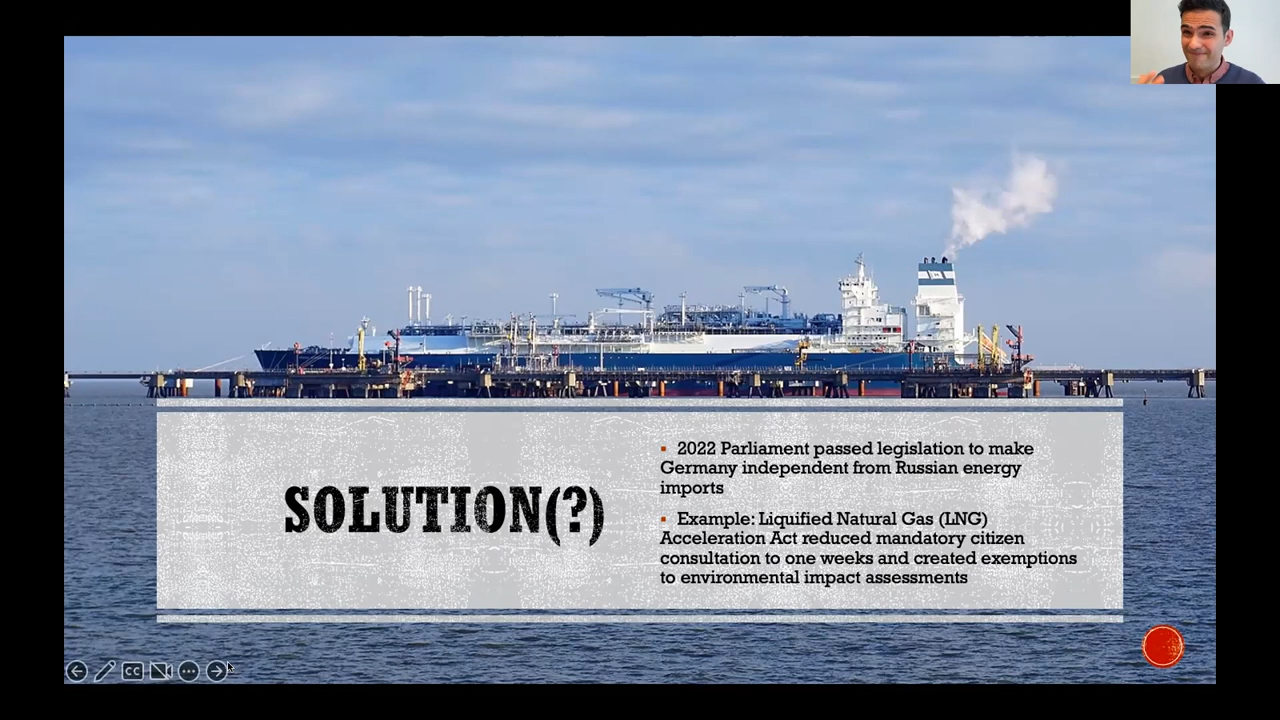 SOLUTION(?)
▪ 2022 Parliament passed legislation to make
Germany independent from Russian energy
imports
▪ Example: Liquified Natural Gas (LNG)
Acceleration Act reduced mandatory citizen
consultation to one weeks and created exemptions
to environmental impact assessments
CC